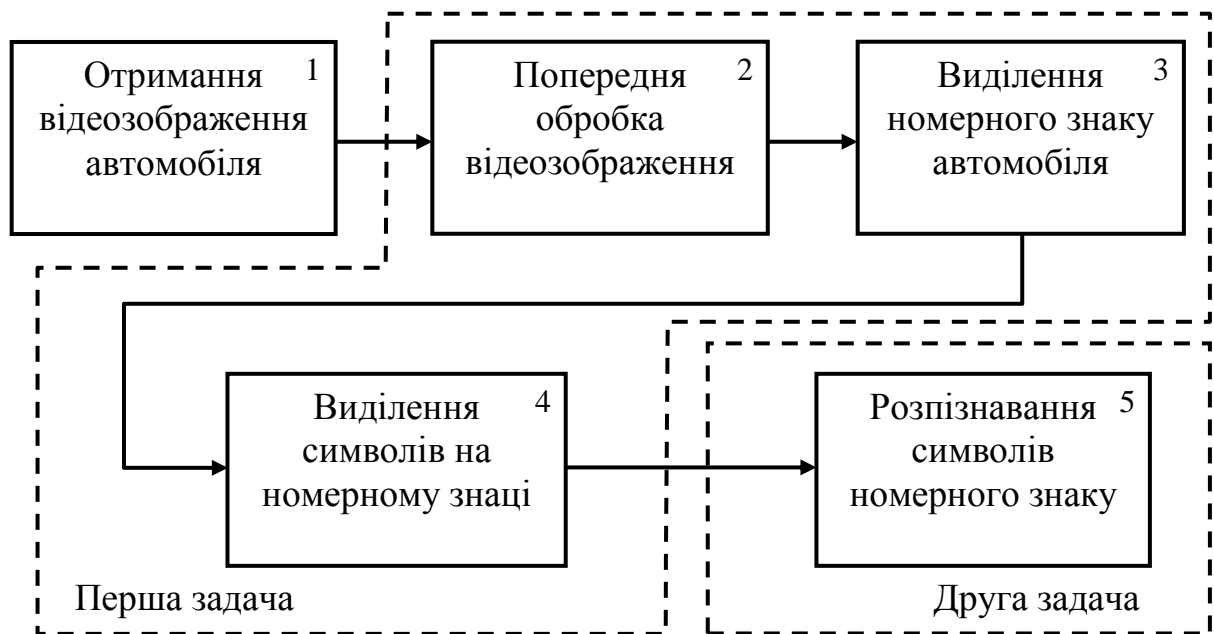 Отримання 1
відеозображення
автомобіля
Попередня 2
обробка
відеозображення
Виділення 3
номерного знаку
автомобіля
Виділення 4
символів на
номерному знаці
Розпізнавання 5
символів
номерного знаку
Перша задача
Друга задача